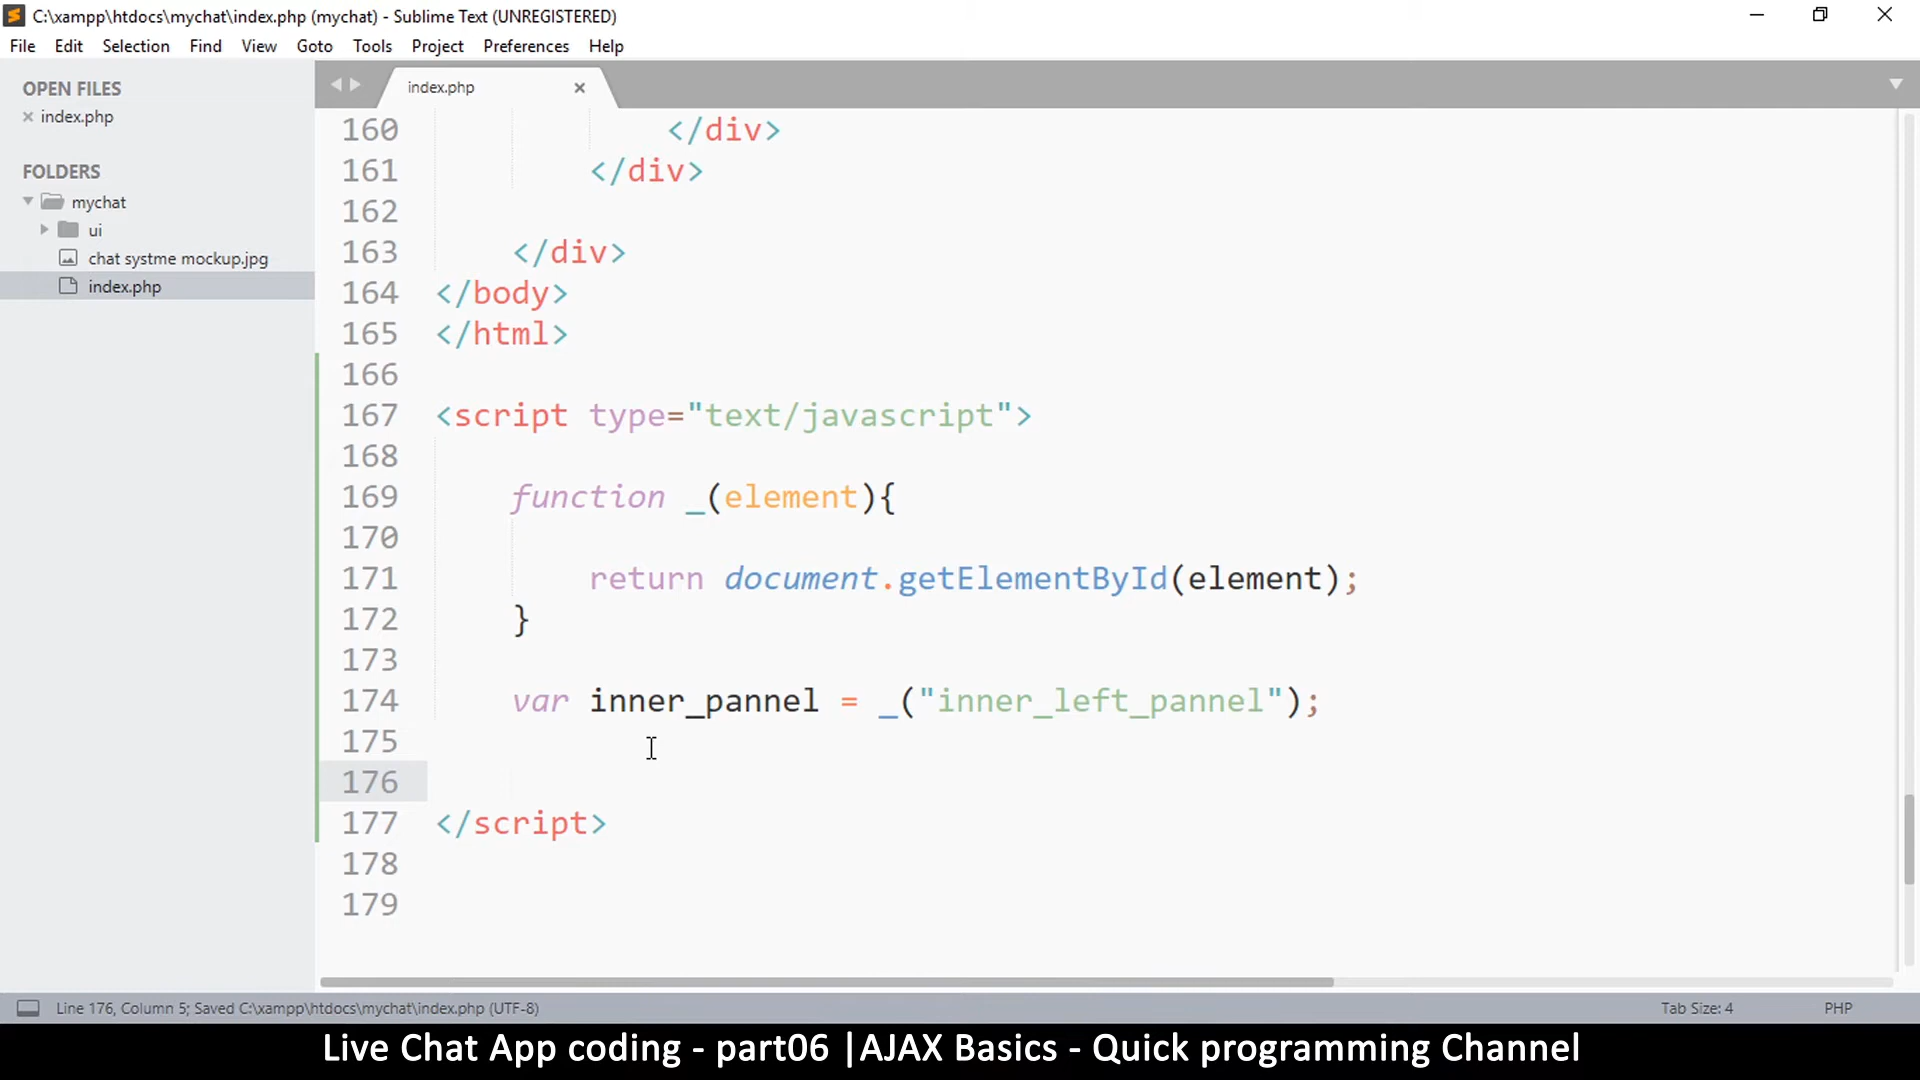 C:\xampp\htdocs\mychat\index.php (mychat) - Sublime Text (UNREGISTERED)
File Edit Selection Find View Goto Tools Project Preferences Help
OPEN FILES
index.php
FOLDERS
mychat
ui
chat systme mockup.jpg
index.php
index.php
160 </div>
161 </div>
162
163 </div>
164 </body>
165 </html>
166
167 <script type="text/javascript">
168
169 function _(element){
170
171 return document.getElementById(element);
172 }
173
174 var inner_pannel = _("inner_left_pannel");
175
176
177 </script>
178
179
Line 176, Column 5; Saved C:\xampp\htdocs\mychat\index.php (UTF-8) Tab Size: 4 PHP
Live Chat App coding - part06 |AJAX Basics - Quick programming Channel